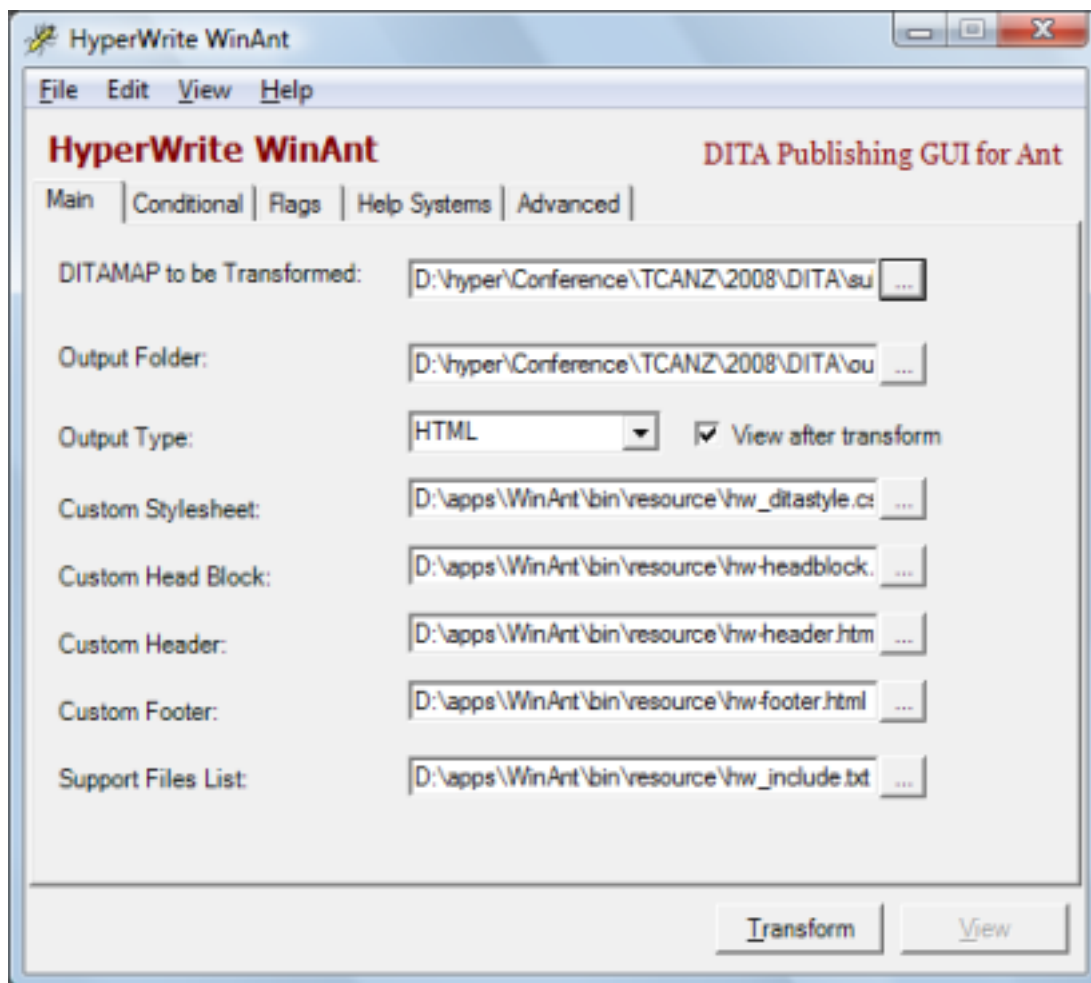 HyperWrite WinAnt
File Edit View Help
HyperWrite WinAnt DITA Publishing GUI for Ant
Main Conditional Flags Help Systems Advanced
DITAMAP to be Transformed: D:\hyper\Conference\TCANZ\2008\DITA\su ...
Output Folder: D:\hyper\Conference\TCANZ\2008\DITA\ou ...
Output Type: HTML View after transform
Custom Stylesheet: D:\apps\WinAnt\bin\resource\hw_ditastyle.cs ...
Custom Head Block: D:\apps\WinAnt\bin\resource\hw-headblock. ...
Custom Header: D:\apps\WinAnt\bin\resource\hw-header.htm ...
Custom Footer: D:\apps\WinAnt\bin\resource\hw-footer.html ...
Support Files List: D:\apps\WinAnt\bin\resource\hw_include.txt ...
Transform View